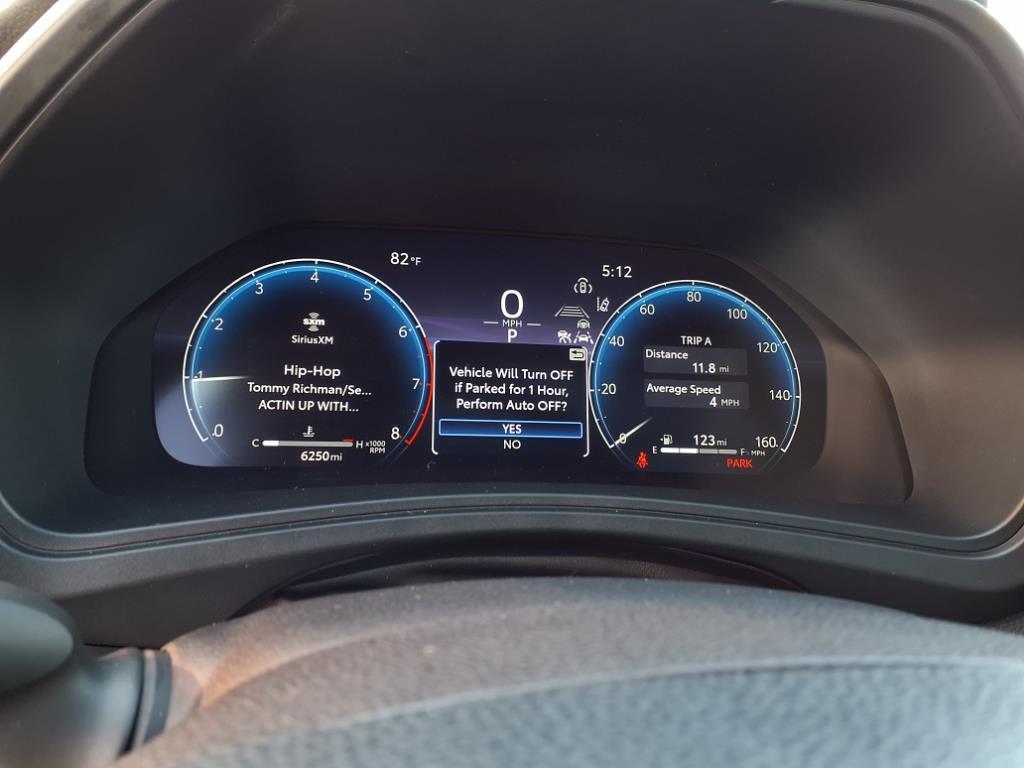 82°F
5:12
0
MPH
P
0
1
2
3
4
5
6
7
8
x1000
RPM
sxm
SiriusXM
Hip-Hop
Tommy Richman/Se...
ACTIN UP WITH...
C
H
6250mi
Vehicle Will Turn OFF
if Parked for 1 Hour,
Perform Auto OFF?
YES
NO
0
20
40
60
80
100
120
140
160
MPH
TRIP A
Distance
11.8 mi
Average Speed
4 MPH
123mi
E
F
PARK